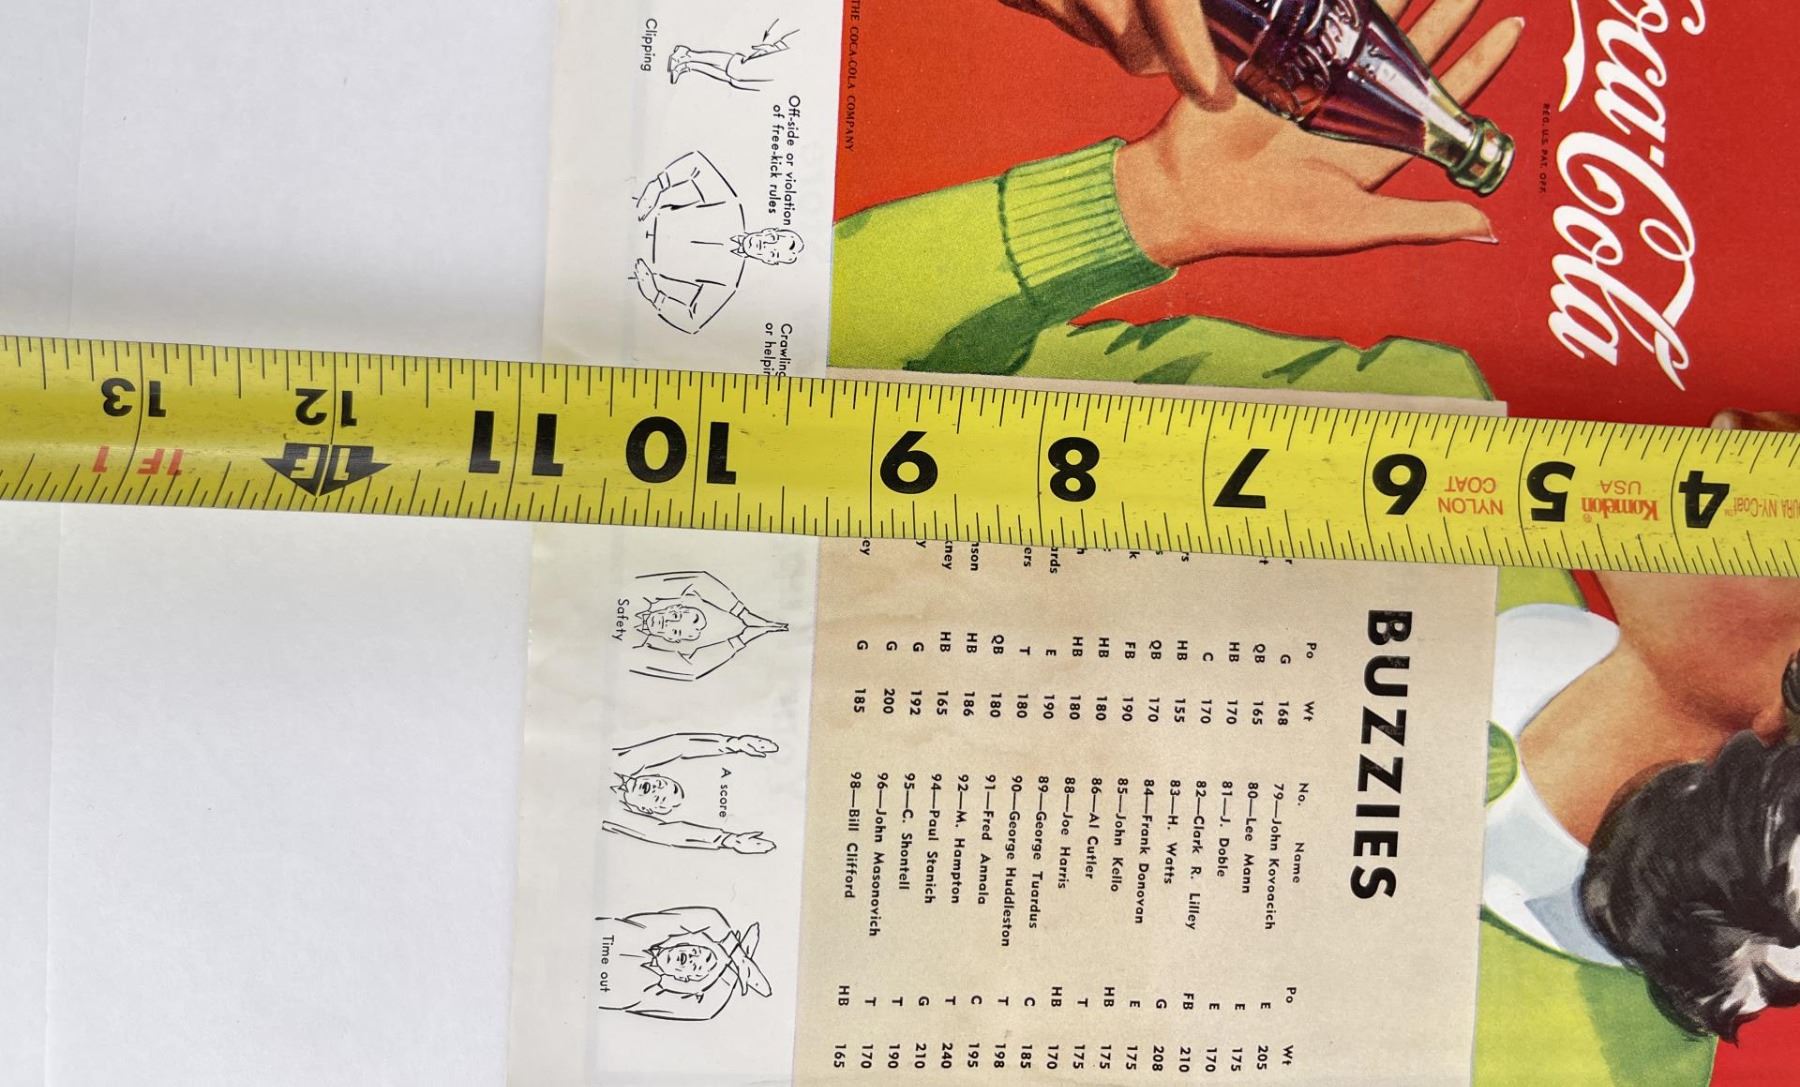 Coca-Cola
REG. U.S. PAT. OFF.
THE COCA-COLA COMPANY
Clipping
Off-side or violation
of free-kick rules
Crawling
Safety
A score
Time out
13 12 11 10 9 8 7 6 5 4
1F 1
1F
NYLON
COAT
Komelon®
USA
NY-Coat™
BUZZIES
Po Wt No. Name Po Wt
G 168 79—John Kovoacich E 205
QB 165 80—Lee Mann E 175
HB 170 81—J. Doble E 170
C 170 82—Clark R. Lilley FB 210
HB 155 83—H. Watts G 208
QB 170 84—Frank Donovan E 175
FB 190 85—John Kello HB 175
HB 180 86—Al Cutler T 175
HB 180 88—Joe Harris HB 170
E 190 89—George Tuardus C 185
T 180 90—George Huddleston T 198
QB 180 91—Fred Annala C 195
HB 186 92—M. Hampton T 240
HB 165 94—Paul Stanich G 210
G 192 95—C. Shontell T 190
G 200 96—John Masonovich T 170
G 185 98—Bill Clifford HB 165